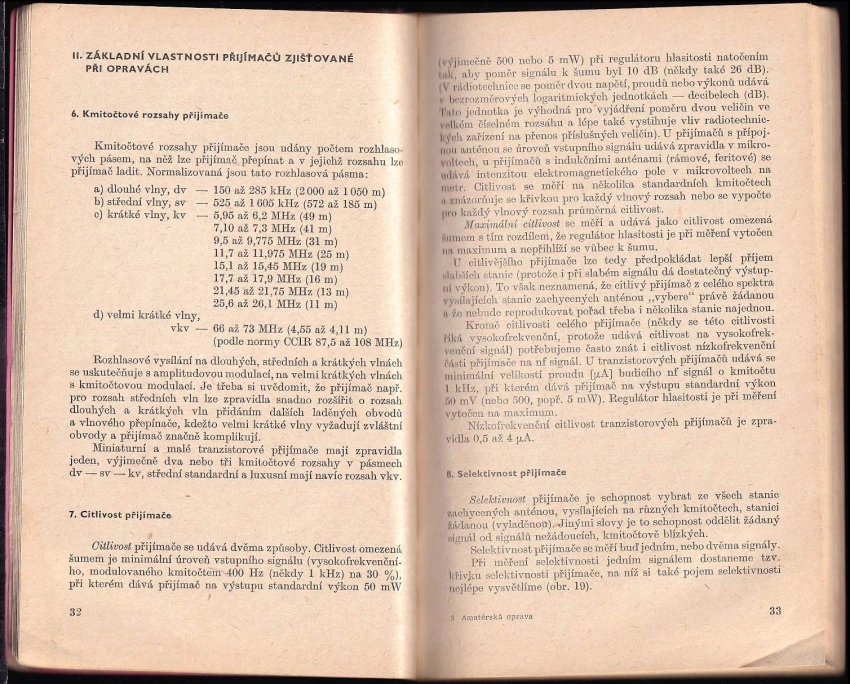 II. ZÁKLADNÍ VLASTNOSTI PŘIJÍMAČŮ ZJIŠŤOVANÉ
PŘI OPRAVÁCH
6. Kmitočtové rozsahy přijímače
Kmitočtové rozsahy přijímače jsou udány počtem rozhlaso-
vých pásem, na něž lze přijímač přepínat a v jejichž rozsahu lze
přijímač ladit. Normalizovaná jsou tato rozhlasová pásma:
a) dlouhé vlny, dv — 150 až 285 kHz (2 000 až 1 050 m)
b) střední vlny, sv — 525 až 1 605 kHz (572 až 185 m)
c) krátké vlny, kv — 5,95 až 6,2 MHz (49 m)
7,10 až 7,3 MHz (41 m)
9,5 až 9,775 MHz (31 m)
11,7 až 11,975 MHz (25 m)
15,1 až 15,45 MHz (19 m)
17,7 až 17,9 MHz (16 m)
21,45 až 21,75 MHz (13 m)
25,6 až 26,1 MHz (11 m)
d) velmi krátké vlny,
vkv — 66 až 73 MHz (4,55 až 4,11 m)
(podle normy CCIR 87,5 až 108 MHz)
Rozhlasové vysílání na dlouhých, středních a krátkých vlnách
se uskutečňuje s amplitudovou modulací, na velmi krátkých vlnách
s kmitočtovou modulací. Je třeba si uvědomit, že přijímač např.
pro rozsah středních vln lze zpravidla snadno rozšířit o rozsah
dlouhých a krátkých vln přidáním dalších laděných obvodů
a vlnového přepínače, kdežto velmi krátké vlny vyžadují zvláštní
obvody a přijímač značně komplikují.
Miniaturní a malé tranzistorové přijímače mají zpravidla
jeden, výjimečně dva nebo tři kmitočtové rozsahy v pásmech
dv — sv — kv, střední standardní a luxusní mají navíc rozsah vkv.
7. Citlivost přijímače
Citlivost přijímače se udává dvěma způsoby. Citlivost omezená
šumem je minimální úroveň vstupního signálu (vysokofrekvenční-
ho, modulovaného kmitočtem 400 Hz (někdy 1 kHz) na 30 %),
při kterém dává přijímač na výstupu standardní výkon 50 mW
32
(výjimečně 500 nebo 5 mW) při regulátoru hlasitosti natočením
tak, aby poměr signálu k šumu byl 10 dB (někdy také 26 dB).
(V rádiotechnice se poměr dvou napětí, proudů nebo výkonů udává
v bezrozměrových logaritmických jednotkách — decibelech (dB).
Tato jednotka je výhodná pro vyjádření poměru dvou veličin ve
velkém číselném rozsahu a lépe také vystihuje vliv radiotechnic-
kých zařízení na přenos příslušných veličin). U přijímačů s přípoj-
nou anténou se úroveň vstupního signálu udává zpravidla v mikro-
voltech, u přijímačů s indukčními anténami (rámové, feritové) se
udává intenzitou elektromagnetického pole v mikrovoltech na
metr. Citlivost se měří na několika standardních kmitočtech
a znázorňuje se křivkou pro každý vlnový rozsah nebo se vypočte
pro každý vlnový rozsah průměrná citlivost.
Maximální citlivost se měří a udává jako citlivost omezená
šumem s tím rozdílem, že regulátor hlasitosti je při měření vytočen
na maximum a nepřihlíží se vůbec k šumu.
U citlivějšího přijímače lze tedy předpokládat lepší příjem
slabších stanic (protože i při slabém signálu dá dostatečný výstup-
ní výkon). To však neznamená, že citlivý přijímač z celého spektra
vysílajících stanic zachycených anténou „vybere" právě žádanou
a že nebude reprodukovat pořad třeba i několika stanic najednou.
Kromě citlivosti celého přijímače (někdy se této citlivosti
říká vysokofrekvenční, protože udává citlivost na vysokofrek-
venční signál) potřebujeme často znát i citlivost nízkofrekvenční
části přijímače na nf signál. U tranzistorových přijímačů udává se
minimální velikostí proudu [μA] budicího nf signál o kmitočtu
1 kHz, při kterém dává přijímač na výstupu standardní výkon
50 mV (nebo 500, popř. 5 mW). Regulátor hlasitosti je při měření
vytočen na maximum.
Nízkofrekvenční citlivost tranzistorových přijímačů je zpra-
vidla 0,5 až 4 μA.
8. Selektivnost přijímače
Selektivnost přijímače je schopnost vybrat ze všech stanic
zachycených anténou, vysílajících na různých kmitočtech, stanici
žádanou (vyladěnou). Jinými slovy je to schopnost oddělit žádaný
signál od signálů nežádoucích, kmitočtově blízkých.
Selektivnost přijímače se měří buď jedním, nebo dvěma signály.
Při měření selektivnosti jedním signálem dostaneme tzv.
křivku selektivnosti přijímače, na níž si také pojem selektivnosti
nejlépe vysvětlíme (obr. 19).
3 Amatérská oprava
33